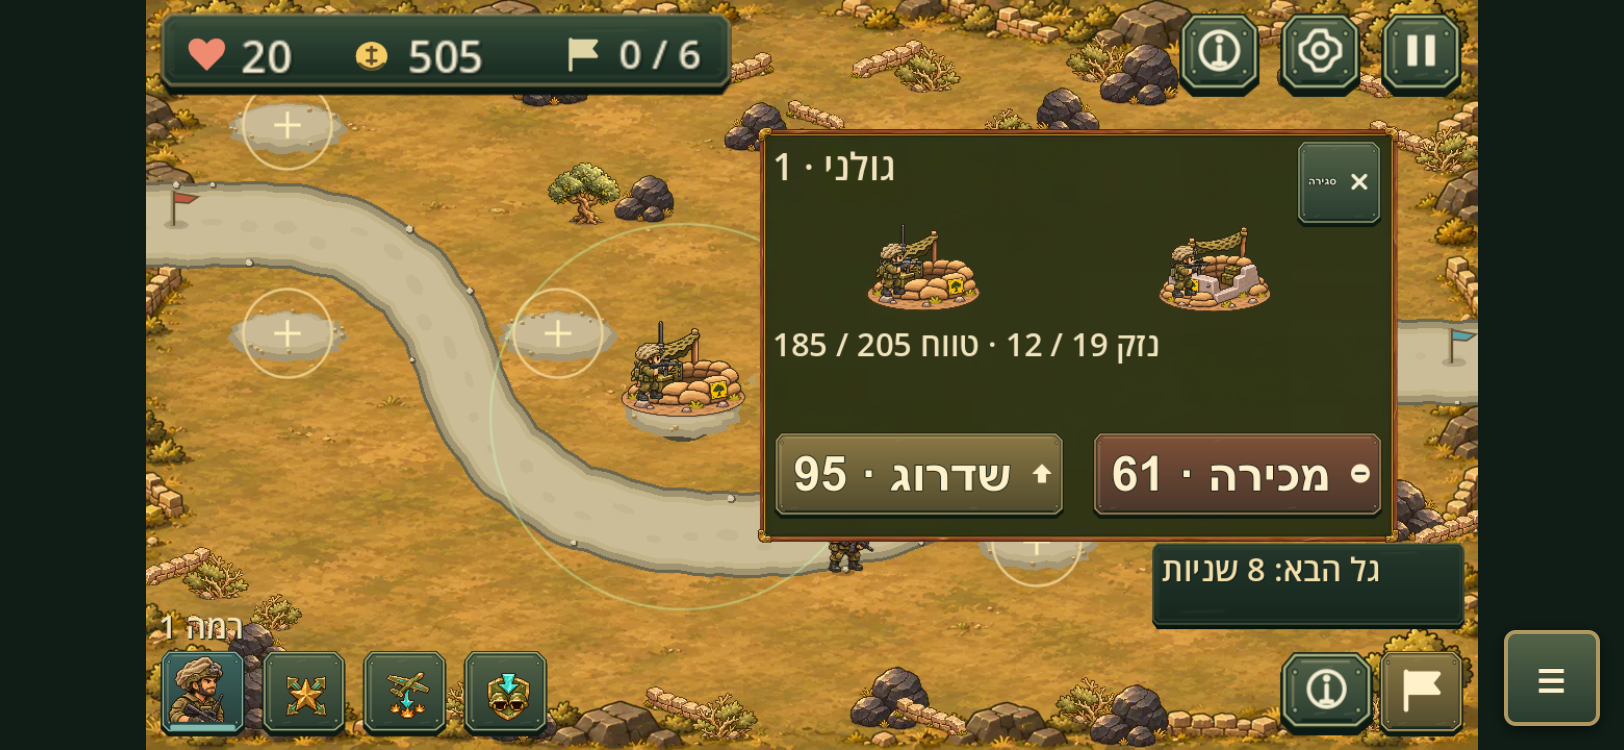 20
505
0 / 6
גולני · 1
סגירה
נזק 19 / 12 · טווח 205 / 185
שדרוג · 95
מכירה · 61
גל הבא: 8 שניות
רמה 1